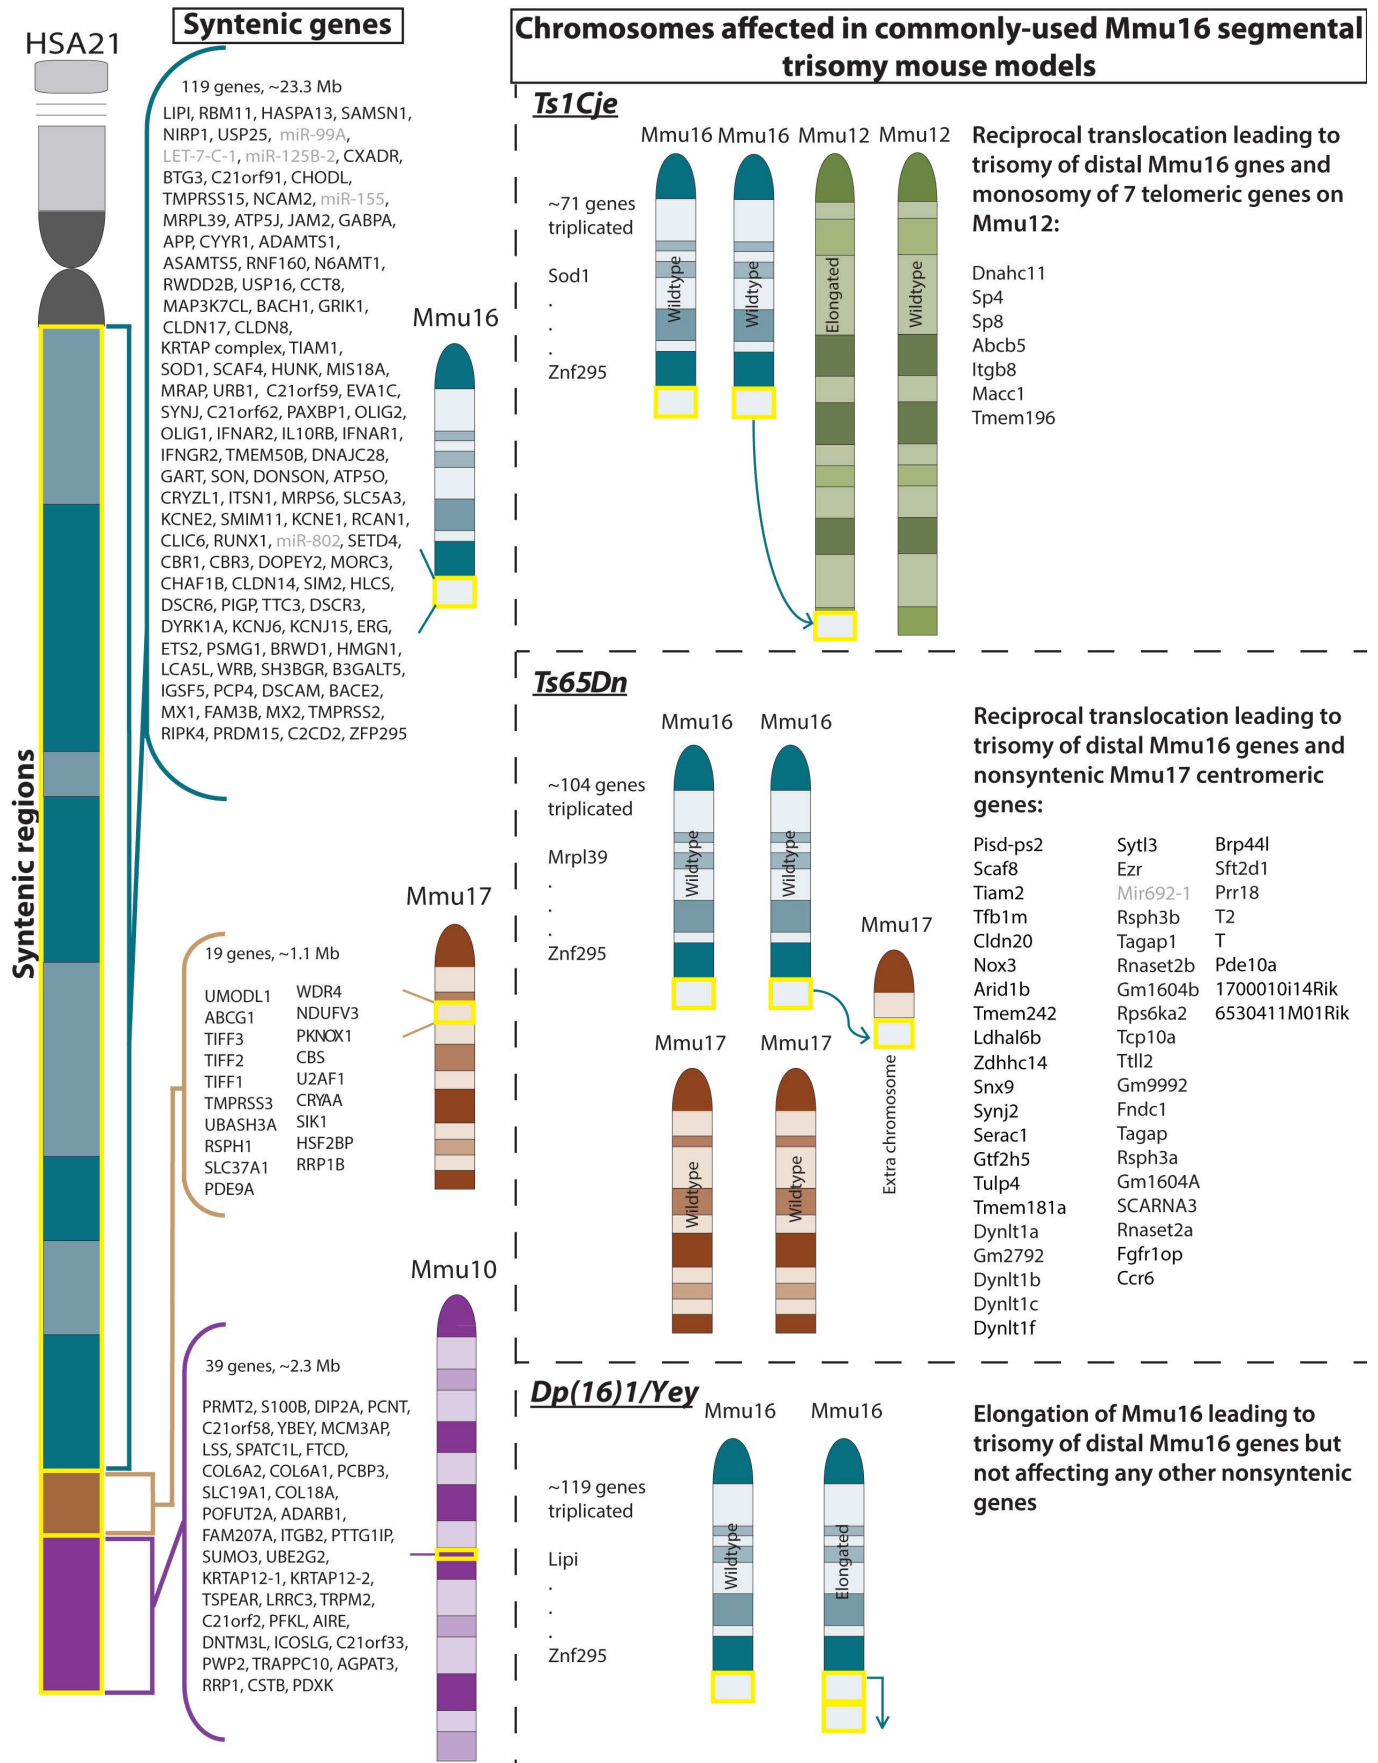 HSA21
Syntenic regions
Syntenic genes
119 genes, ~23.3 Mb
LIPI, RBM11, HASPA13, SAMSN1,
NIRP1, USP25, miR-99A,
LET-7-C-1, miR-125B-2, CXADR,
BTG3, C21orf91, CHODL,
TMPRSS15, NCAM2, miR-155,
MRPL39, ATP5J, JAM2, GABPA,
APP, CYYR1, ADAMTS1,
ASAMTS5, RNF160, N6AMT1,
RWDD2B, USP16, CCT8,
MAP3K7CL, BACH1, GRIK1,
CLDN17, CLDN8,
KRTAP complex, TIAM1,
SOD1, SCAF4, HUNK, MIS18A,
MRAP, URB1, C21orf59, EVA1C,
SYNJ, C21orf62, PAXBP1, OLIG2,
OLIG1, IFNAR2, IL10RB, IFNAR1,
IFNGR2, TMEM50B, DNAJC28,
GART, SON, DONSON, ATP5O,
CRYZL1, ITSN1, MRPS6, SLC5A3,
KCNE2, SMIM11, KCNE1, RCAN1,
CLIC6, RUNX1, miR-802, SETD4,
CBR1, CBR3, DOPEY2, MORC3,
CHAF1B, CLDN14, SIM2, HLCS,
DSCR6, PIGP, TTC3, DSCR3,
DYRK1A, KCNJ6, KCNJ15, ERG,
ETS2, PSMG1, BRWD1, HMGN1,
LCA5L, WRB, SH3BGR, B3GALT5,
IGSF5, PCP4, DSCAM, BACE2,
MX1, FAM3B, MX2, TMPRSS2,
RIPK4, PRDM15, C2CD2, ZFP295
Mmu16
Mmu17
19 genes, ~1.1 Mb
UMODL1
ABCG1
TIFF3
TIFF2
TIFF1
TMPRSS3
UBASH3A
RSPH1
SLC37A1
PDE9A
WDR4
NDUFV3
PKNOX1
CBS
U2AF1
CRYAA
SIK1
HSF2BP
RRP1B
Mmu10
39 genes, ~2.3 Mb
PRMT2, S100B, DIP2A, PCNT,
C21orf58, YBEY, MCM3AP,
LSS, SPATC1L, FTCD,
COL6A2, COL6A1, PCBP3,
SLC19A1, COL18A,
POFUT2A, ADARB1,
FAM207A, ITGB2, PTTG1IP,
SUMO3, UBE2G2,
KRTAP12-1, KRTAP12-2,
TSPEAR, LRRC3, TRPM2,
C21orf2, PFKL, AIRE,
DNTM3L, ICOSLG, C21orf33,
PWP2, TRAPPC10, AGPAT3,
RRP1, CSTB, PDXK
Chromosomes affected in commonly-used Mmu16 segmental
trisomy mouse models
Ts1Cje
Mmu16 Mmu16 Mmu12 Mmu12
~71 genes
triplicated
Sod1
.
.
.
Znf295
Wildtype
Wildtype
Elongated
Wildtype
Reciprocal translocation leading to
trisomy of distal Mmu16 gnes and
monosomy of 7 telomeric genes on
Mmu12:
Dnahc11
Sp4
Sp8
Abcb5
Itgb8
Macc1
Tmem196
Ts65Dn
Mmu16 Mmu16
~104 genes
triplicated
Mrpl39
.
.
.
Znf295
Wildtype
Wildtype
Mmu17
Extra chromosome
Mmu17 Mmu17
Wildtype
Wildtype
Reciprocal translocation leading to
trisomy of distal Mmu16 genes and
nonsyntenic Mmu17 centromeric
genes:
Pisd-ps2
Scaf8
Tiam2
Tfb1m
Cldn20
Nox3
Arid1b
Tmem242
Ldhal6b
Zdhhc14
Snx9
Synj2
Serac1
Gtf2h5
Tulp4
Tmem181a
Dynlt1a
Gm2792
Dynlt1b
Dynlt1c
Dynlt1f
Sytl3
Ezr
Mir692-1
Rsph3b
Tagap1
Rnaset2b
Gm1604b
Rps6ka2
Tcp10a
Ttll2
Gm9992
Fndc1
Tagap
Rsph3a
Gm1604A
SCARNA3
Rnaset2a
Fgfr1op
Ccr6
Brp44l
Sft2d1
Prr18
T2
T
Pde10a
1700010i14Rik
6530411M01Rik
Dp(16)1/Yey
Mmu16 Mmu16
~119 genes
triplicated
Lipi
.
.
.
Znf295
Wildtype
Elongated
Elongation of Mmu16 leading to
trisomy of distal Mmu16 genes but
not affecting any other nonsyntenic
genes